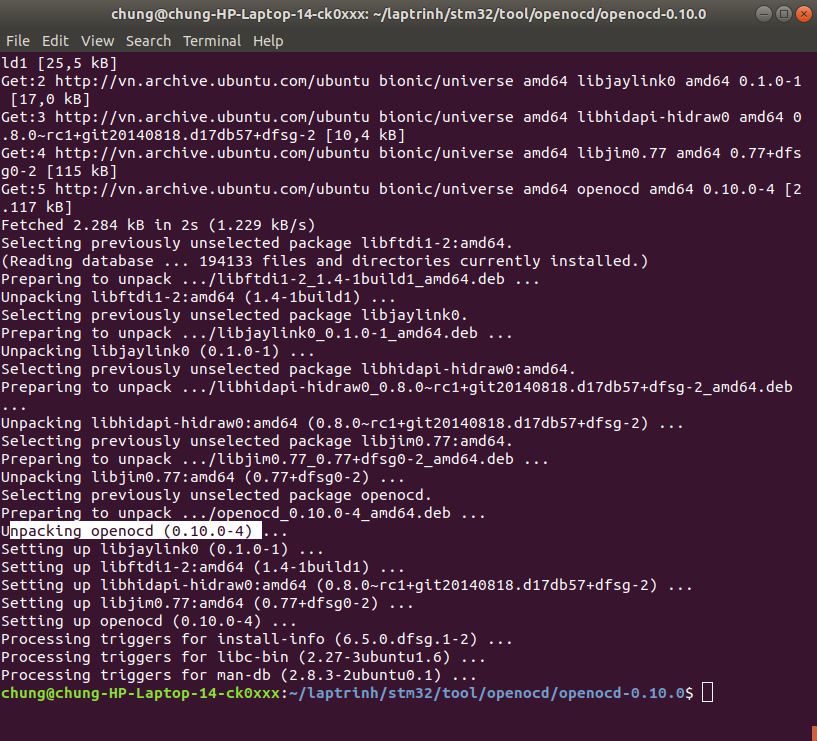 chung@chung-HP-Laptop-14-ck0xxx: ~/laptrinh/stm32/tool/openocd/openocd-0.10.0
File Edit View Search Terminal Help
ld1 [25,5 kB]
Get:2 http://vn.archive.ubuntu.com/ubuntu bionic/universe amd64 libjaylink0 amd64 0.1.0-1
 [17,0 kB]
Get:3 http://vn.archive.ubuntu.com/ubuntu bionic/universe amd64 libhidapi-hidraw0 amd64 0
.8.0~rc1+git20140818.d17db57+dfsg-2 [10,4 kB]
Get:4 http://vn.archive.ubuntu.com/ubuntu bionic/universe amd64 libjim0.77 amd64 0.77+dfs
g0-2 [115 kB]
Get:5 http://vn.archive.ubuntu.com/ubuntu bionic/universe amd64 openocd amd64 0.10.0-4 [2
.117 kB]
Fetched 2.284 kB in 2s (1.229 kB/s)
Selecting previously unselected package libftdi1-2:amd64.
(Reading database ... 194133 files and directories currently installed.)
Preparing to unpack .../libftdi1-2_1.4-1build1_amd64.deb ...
Unpacking libftdi1-2:amd64 (1.4-1build1) ...
Selecting previously unselected package libjaylink0.
Preparing to unpack .../libjaylink0_0.1.0-1_amd64.deb ...
Unpacking libjaylink0 (0.1.0-1) ...
Selecting previously unselected package libhidapi-hidraw0:amd64.
Preparing to unpack .../libhidapi-hidraw0_0.8.0~rc1+git20140818.d17db57+dfsg-2_amd64.deb
...
Unpacking libhidapi-hidraw0:amd64 (0.8.0~rc1+git20140818.d17db57+dfsg-2) ...
Selecting previously unselected package libjim0.77:amd64.
Preparing to unpack .../libjim0.77_0.77+dfsg0-2_amd64.deb ...
Unpacking libjim0.77:amd64 (0.77+dfsg0-2) ...
Selecting previously unselected package openocd.
Preparing to unpack .../openocd_0.10.0-4_amd64.deb ...
Unpacking openocd (0.10.0-4) ...
Setting up libjaylink0 (0.1.0-1) ...
Setting up libftdi1-2:amd64 (1.4-1build1) ...
Setting up libhidapi-hidraw0:amd64 (0.8.0~rc1+git20140818.d17db57+dfsg-2) ...
Setting up libjim0.77:amd64 (0.77+dfsg0-2) ...
Setting up openocd (0.10.0-4) ...
Processing triggers for install-info (6.5.0.dfsg.1-2) ...
Processing triggers for libc-bin (2.27-3ubuntu1.6) ...
Processing triggers for man-db (2.8.3-2ubuntu0.1) ...
chung@chung-HP-Laptop-14-ck0xxx:~/laptrinh/stm32/tool/openocd/openocd-0.10.0$